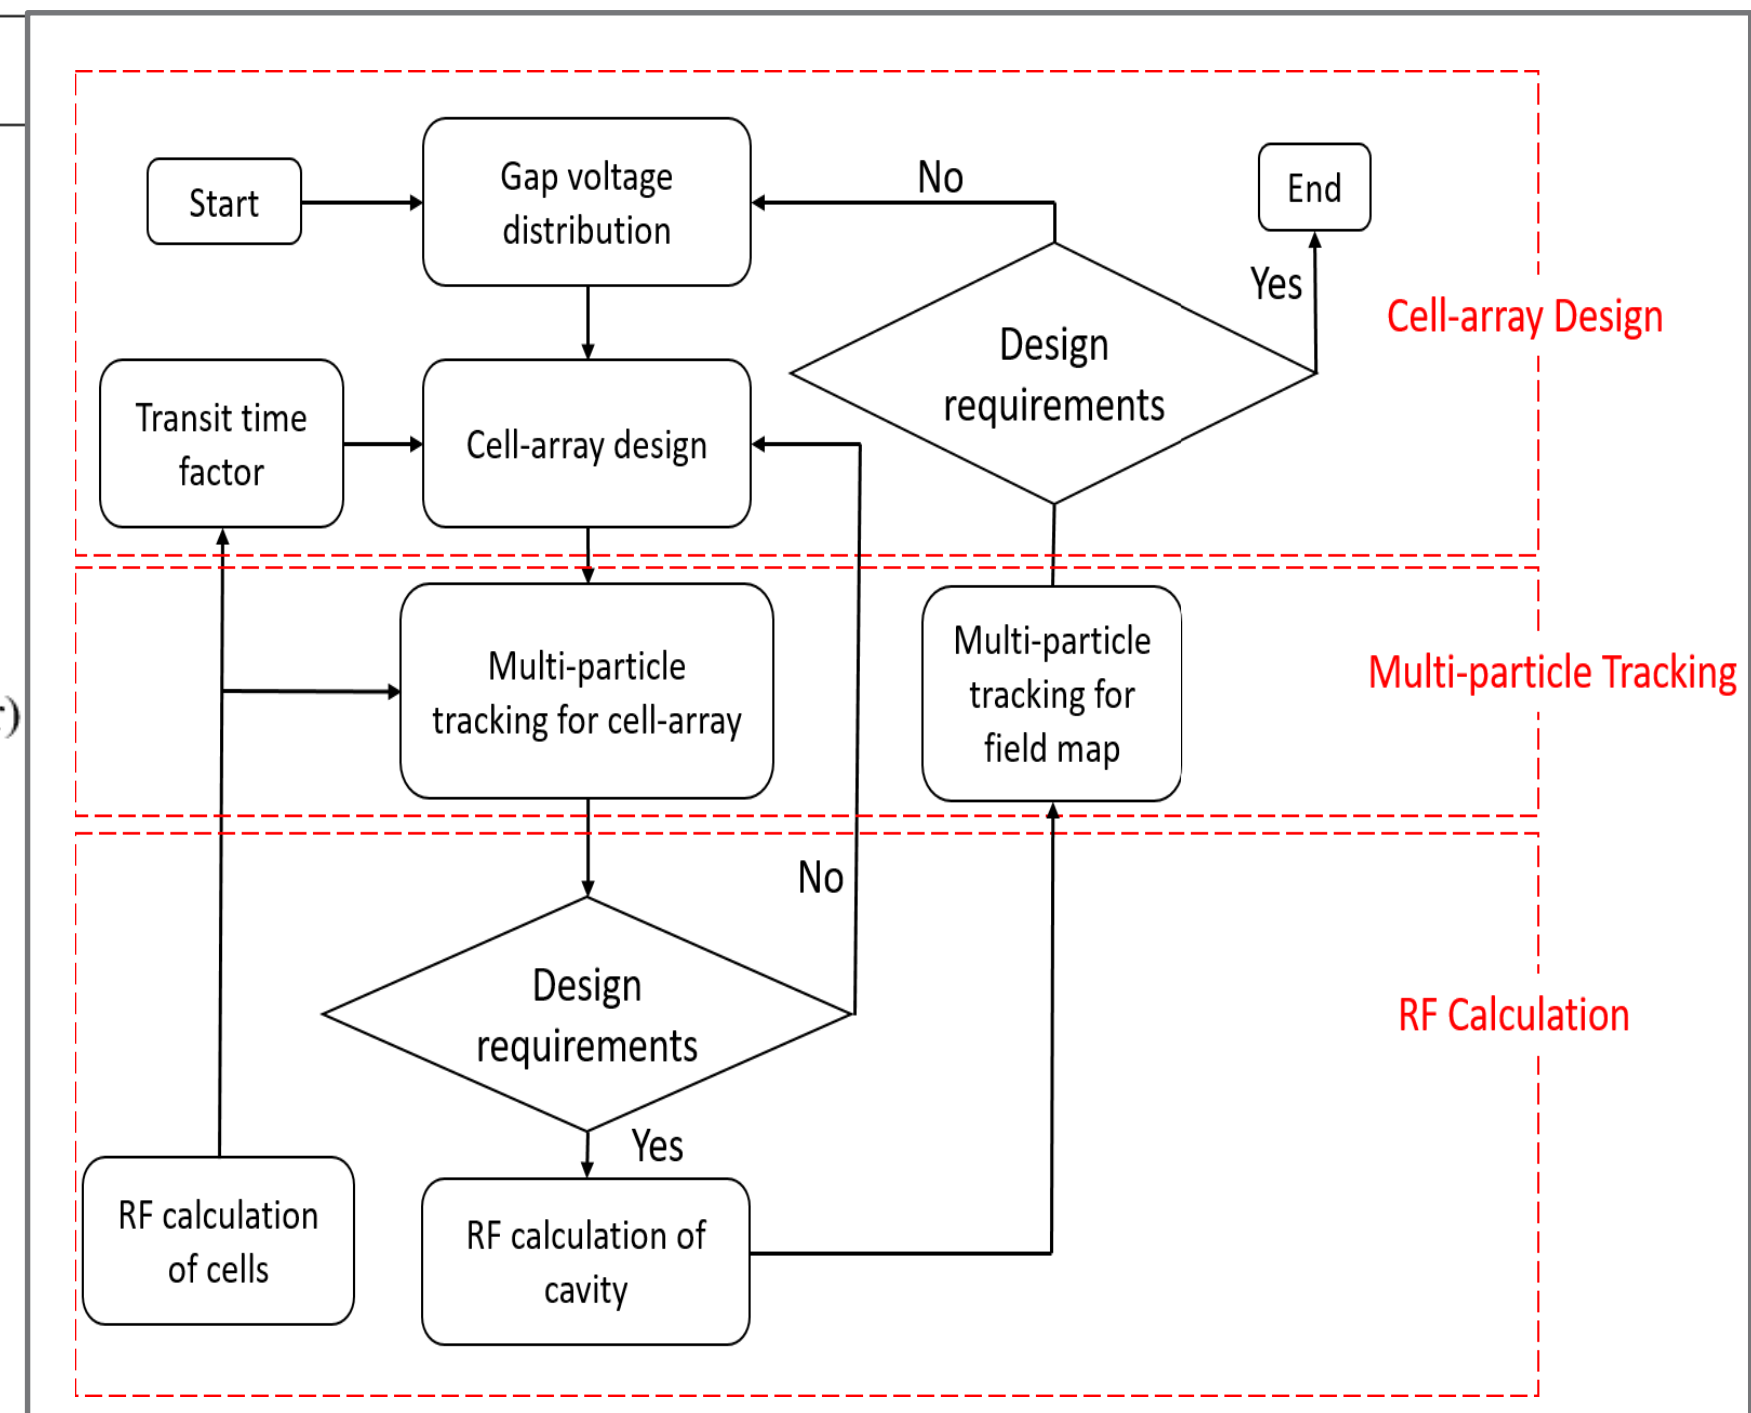 Start
Gap voltage
distribution
No
End
Yes
Cell-array Design
Design
requirements
Transit time
factor
Cell-array design
Multi-particle
tracking for cell-array
Multi-particle
tracking for
field map
Multi-particle Tracking
r)
No
Design
requirements
RF Calculation
Yes
RF calculation
of cells
RF calculation of
cavity